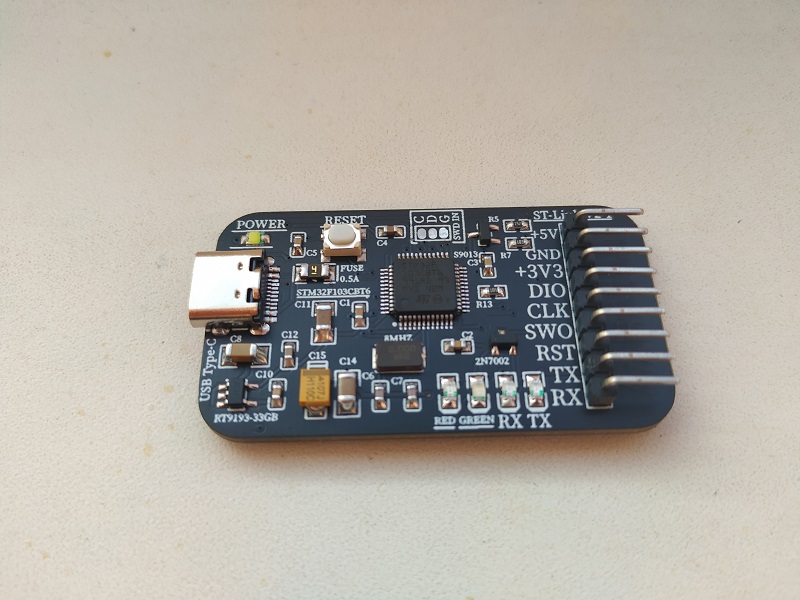 POWER
RESET
C D G
SWD IN
R5
+5V
C5
C4
S9013
C3
R7
GND
FUSE
0.5A
+3V3
STM32F103CBT6
DIO
C11
C1
R13
CLK
8MHZ
SWO
C8
C12
C2
2N7002
RST
USB Type-C
C10
C15
C14
C6
C7
TX
RX
RT9193-33GB
RED
GREEN
RX
TX